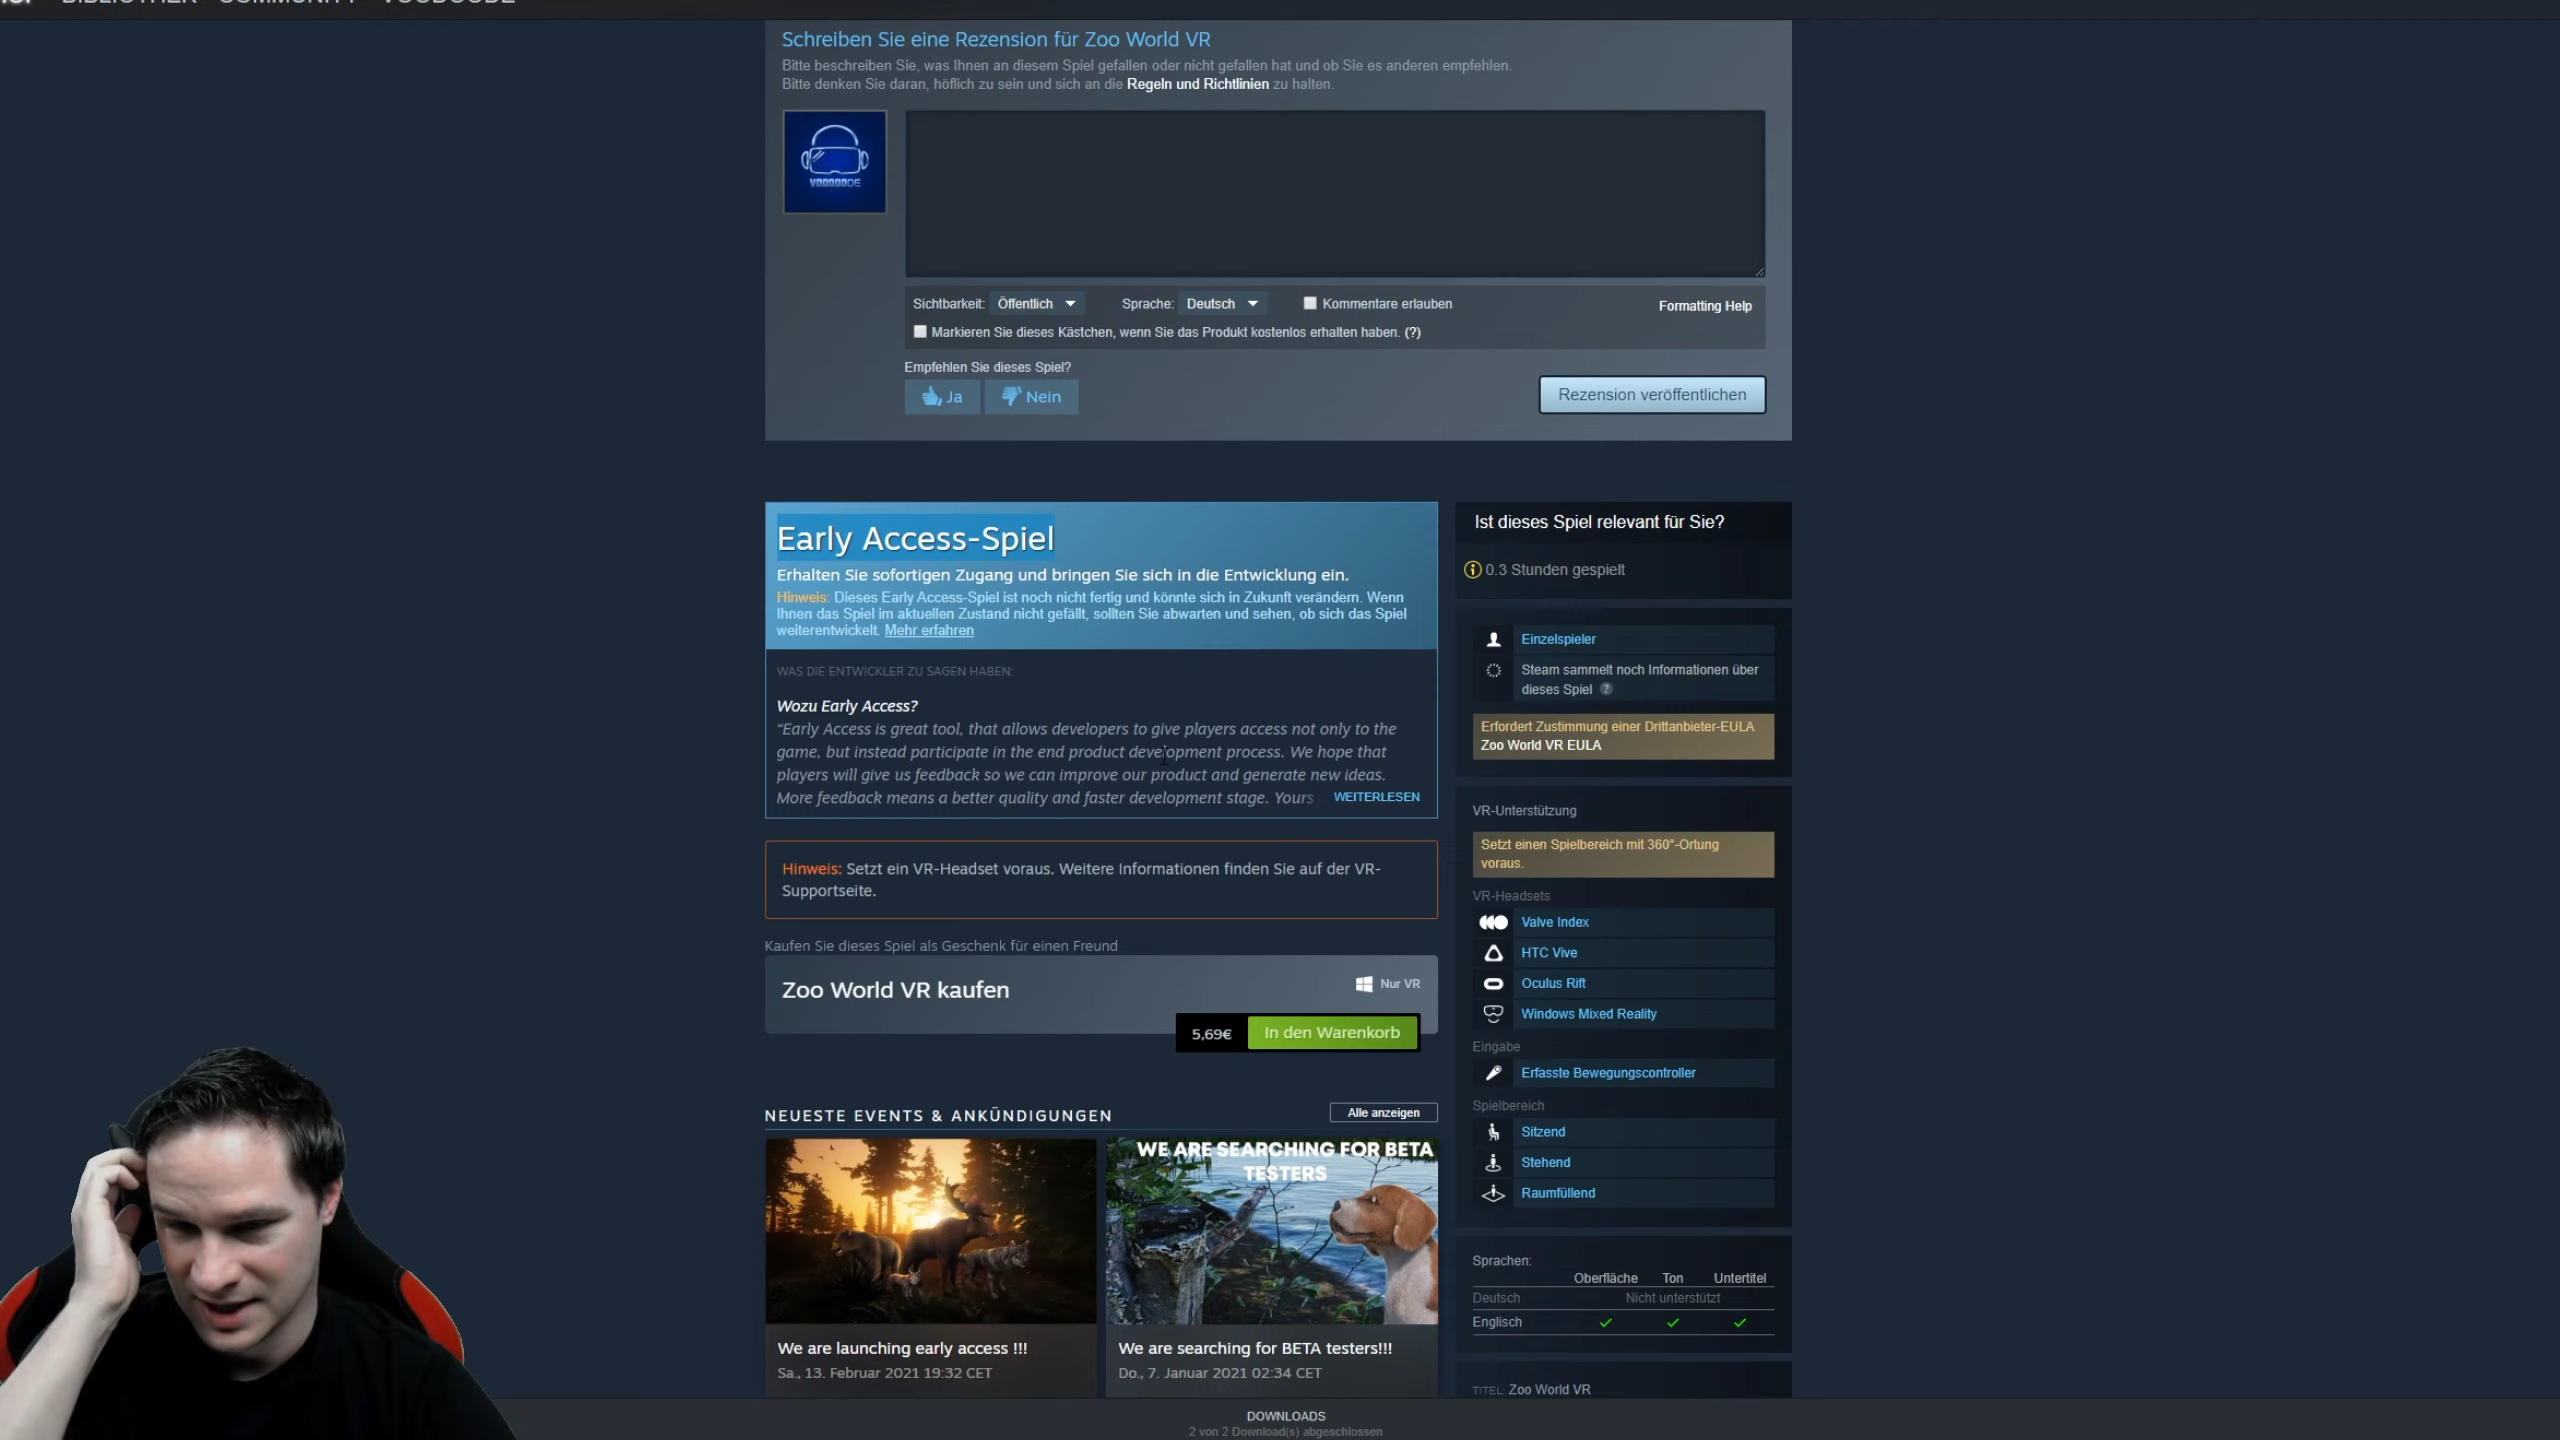 BIBLIOTHEK COMMUNITY VOODOODE
Schreiben Sie eine Rezension für Zoo World VR
Bitte beschreiben Sie, was Ihnen an diesem Spiel gefallen oder nicht gefallen hat und ob Sie es anderen empfehlen.
Bitte denken Sie daran, höflich zu sein und sich an die Regeln und Richtlinien zu halten.
VOODOODE
Sichtbarkeit: Öffentlich Sprache: Deutsch Kommentare erlauben Formatting Help
Markieren Sie dieses Kästchen, wenn Sie das Produkt kostenlos erhalten haben. (?)
Empfehlen Sie dieses Spiel?
Ja Nein Rezension veröffentlichen
Early Access-Spiel
Erhalten Sie sofortigen Zugang und bringen Sie sich in die Entwicklung ein.
Hinweis: Dieses Early Access-Spiel ist noch nicht fertig und könnte sich in Zukunft verändern. Wenn
Ihnen das Spiel im aktuellen Zustand nicht gefällt, sollten Sie abwarten und sehen, ob sich das Spiel
weiterentwickelt. Mehr erfahren
WAS DIE ENTWICKLER ZU SAGEN HABEN:
Wozu Early Access?
“Early Access is great tool, that allows developers to give players access not only to the
game, but instead participate in the end product development process. We hope that
players will give us feedback so we can improve our product and generate new ideas.
More feedback means a better quality and faster development stage. Yours WEITERLESEN
Hinweis: Setzt ein VR-Headset voraus. Weitere Informationen finden Sie auf der VR-
Supportseite.
Kaufen Sie dieses Spiel als Geschenk für einen Freund
Zoo World VR kaufen
Nur VR
5,69€ In den Warenkorb
NEUESTE EVENTS & ANKÜNDIGUNGEN
Alle anzeigen
WE ARE SEARCHING FOR BETA
TESTERS
We are launching early access !!!
Sa., 13. Februar 2021 19:32 CET
We are searching for BETA testers!!!
Do., 7. Januar 2021 02:34 CET
Ist dieses Spiel relevant für Sie?
0.3 Stunden gespielt
Einzelspieler
Steam sammelt noch Informationen über
dieses Spiel ?
Erfordert Zustimmung einer Drittanbieter-EULA
Zoo World VR EULA
VR-Unterstützung
Setzt einen Spielbereich mit 360°-Ortung
voraus.
VR-Headsets
Valve Index
HTC Vive
Oculus Rift
Windows Mixed Reality
Eingabe
Erfasste Bewegungscontroller
Spielbereich
Sitzend
Stehend
Raumfüllend
Sprachen:
Oberfläche Ton Untertitel
Deutsch Nicht unterstützt
Englisch ✓ ✓ ✓
TITEL: Zoo World VR
DOWNLOADS
2 von 2 Download(s) abgeschlossen